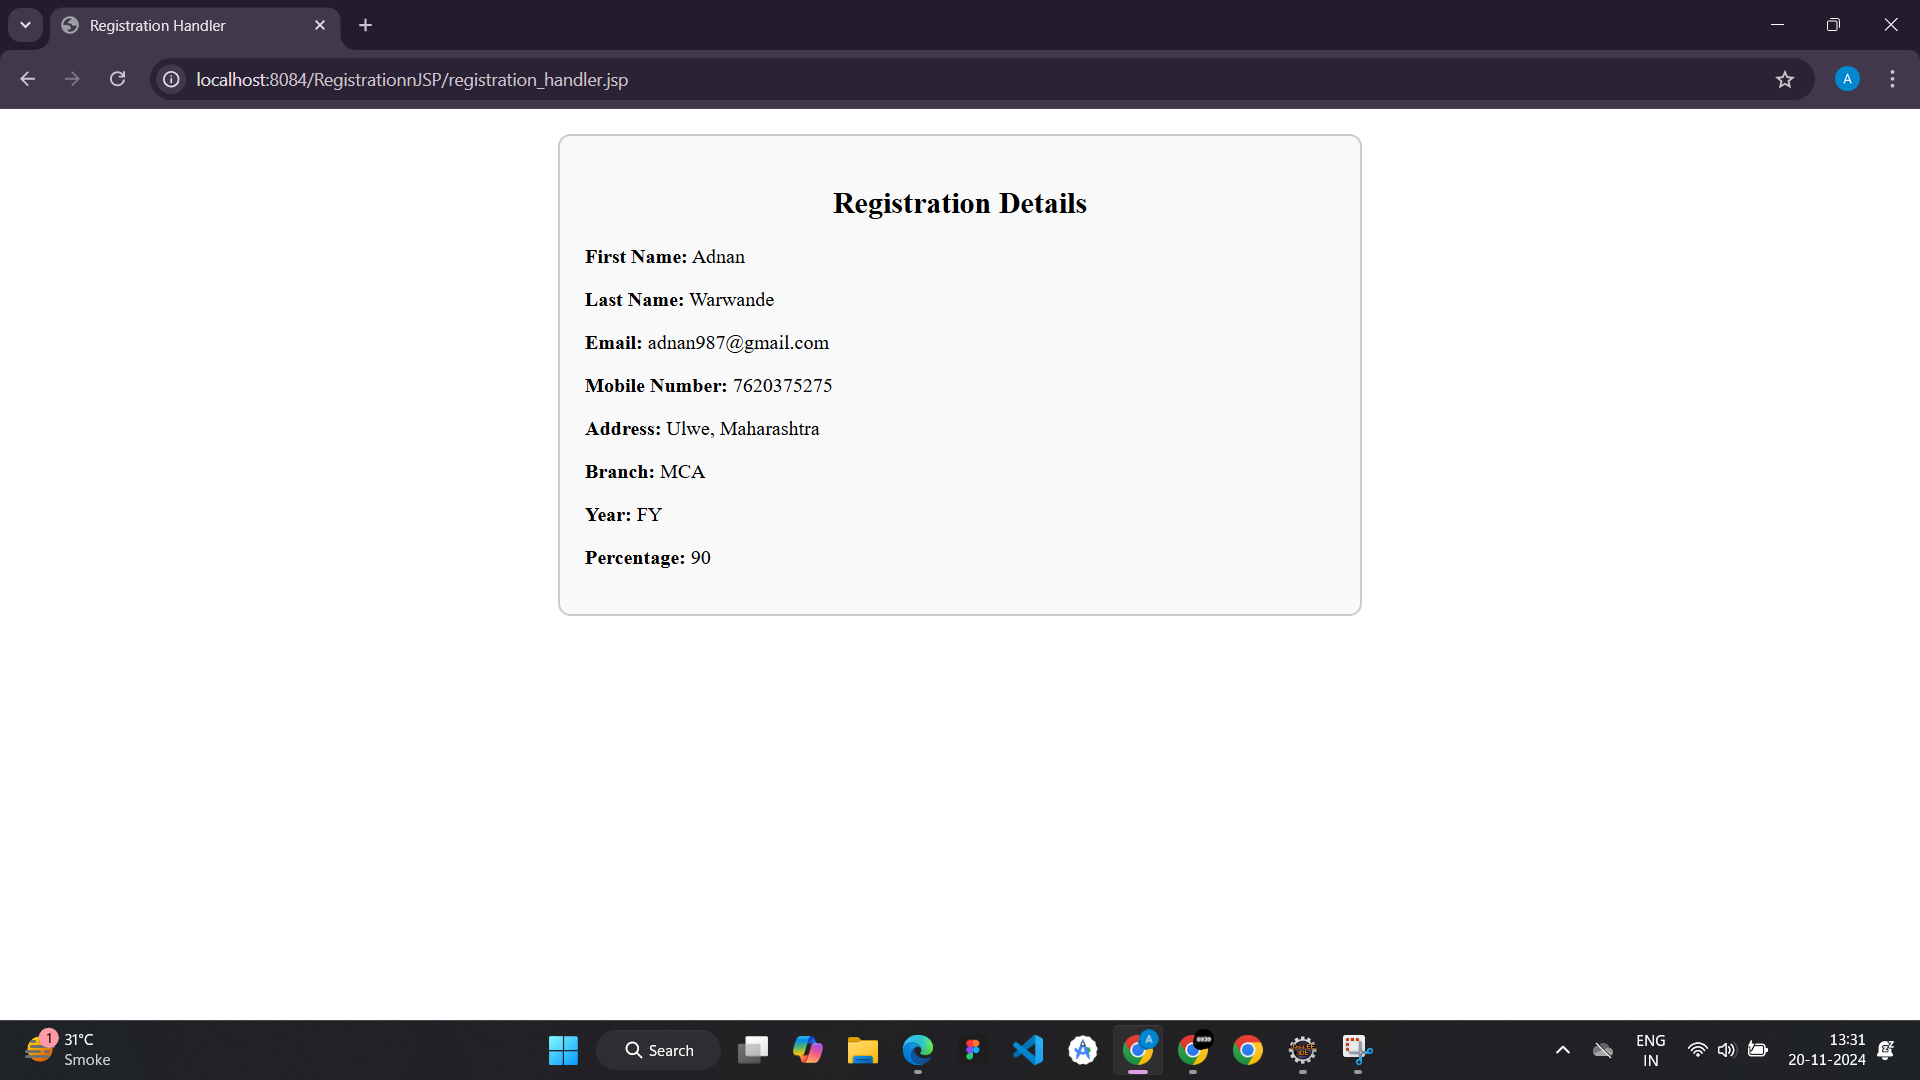 Registration Handler
localhost:8084/RegistrationnJSP/registration_handler.jsp
A
Registration Details
First Name: Adnan
Last Name: Warwande
Email: adnan987@gmail.com
Mobile Number: 7620375275
Address: Ulwe, Maharashtra
Branch: MCA
Year: FY
Percentage: 90
1
31°C
Smoke
Search
A
ENG
IN
13:31
20-11-2024